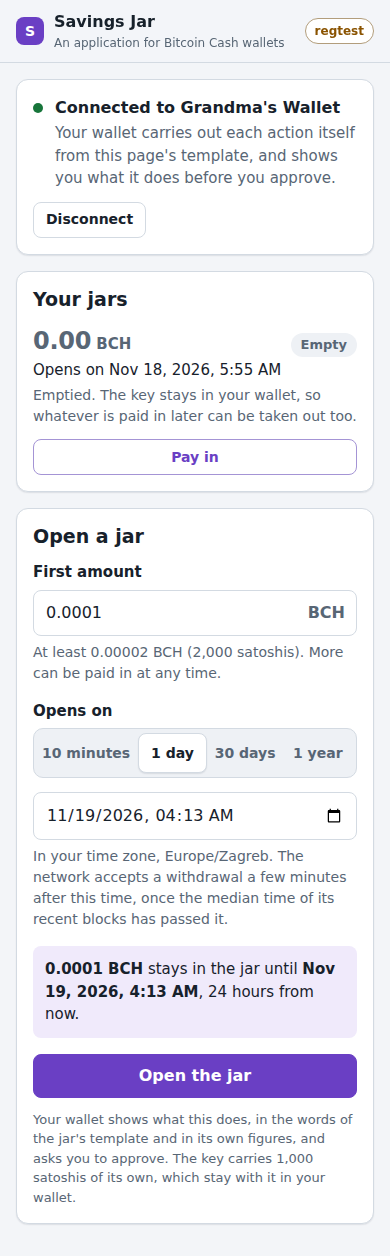 S
Savings Jar
An application for Bitcoin Cash wallets
regtest
Connected to Grandma's Wallet
Your wallet carries out each action itself
from this page's template, and shows
you what it does before you approve.
Disconnect
Your jars
0.00 BCH
Empty
Opens on Nov 18, 2026, 5:55 AM
Emptied. The key stays in your wallet, so
whatever is paid in later can be taken out too.
Pay in
Open a jar
First amount
0.0001 BCH
At least 0.00002 BCH (2,000 satoshis). More
can be paid in at any time.
Opens on
10 minutes 1 day 30 days 1 year
11/19/2026, 04:13 AM
In your time zone, Europe/Zagreb. The
network accepts a withdrawal a few minutes
after this time, once the median time of its
recent blocks has passed it.
0.0001 BCH stays in the jar until Nov
19, 2026, 4:13 AM, 24 hours from
now.
Open the jar
Your wallet shows what this does, in the words of
the jar's template and in its own figures, and
asks you to approve. The key carries 1,000
satoshis of its own, which stay with it in your
wallet.